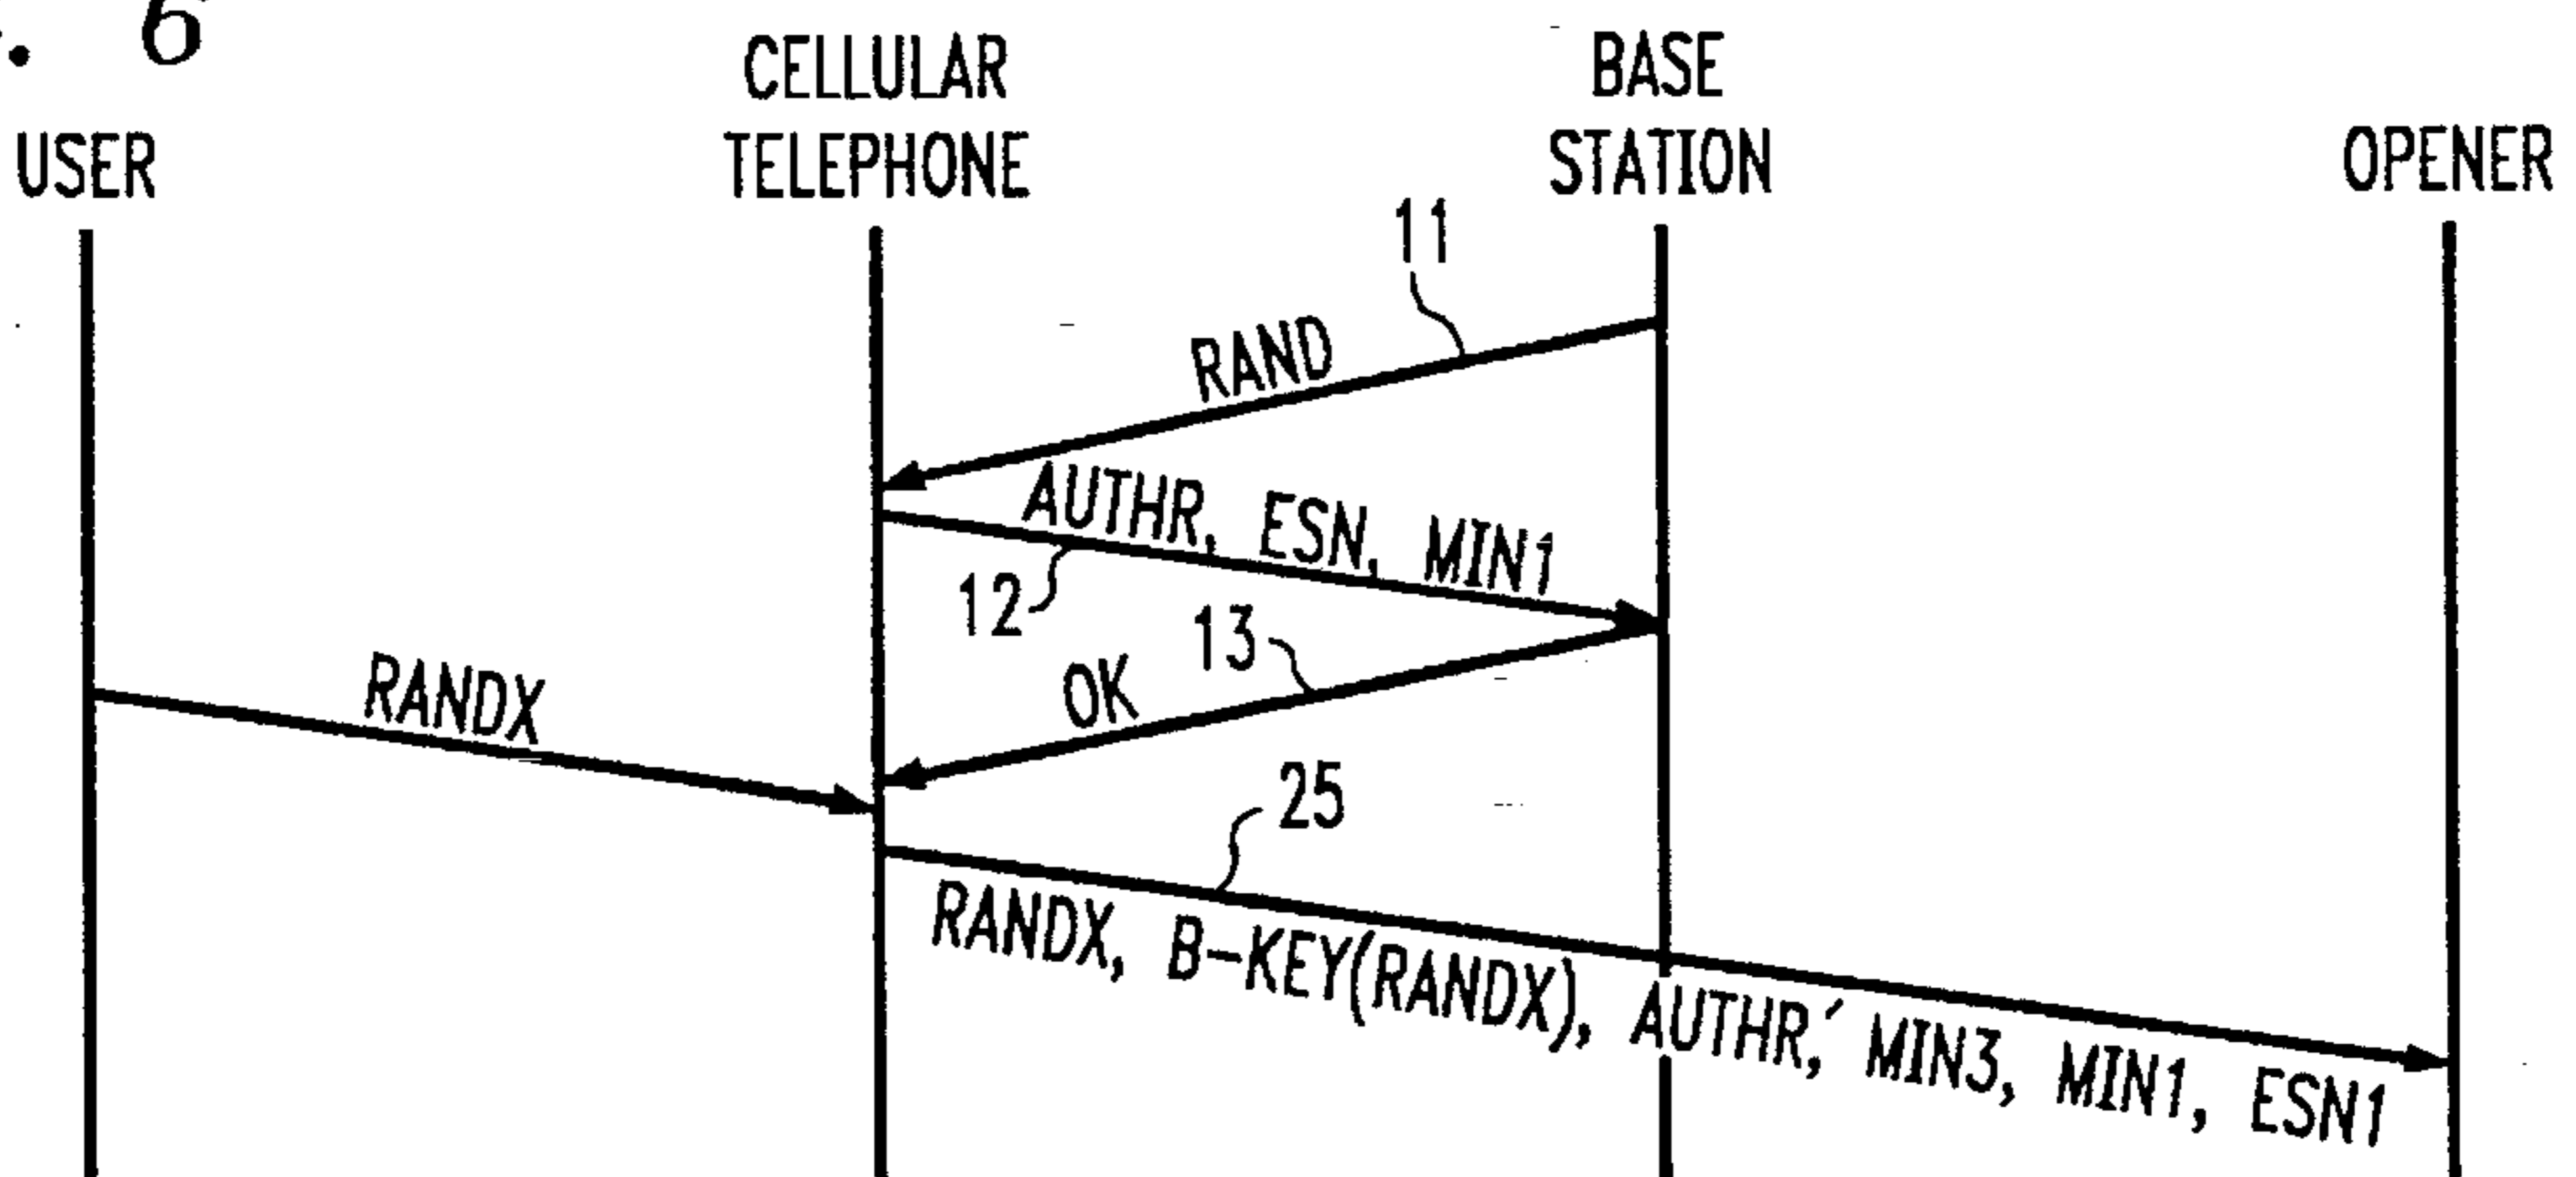 . 6
USER
CELLULAR
TELEPHONE
BASE
STATION
OPENER
11
RAND
AUTHR, ESN, MIN1
12
13
RANDX
OK
25
RANDX, B-KEY(RANDX), AUTHR,' MIN3, MIN1, ESN1